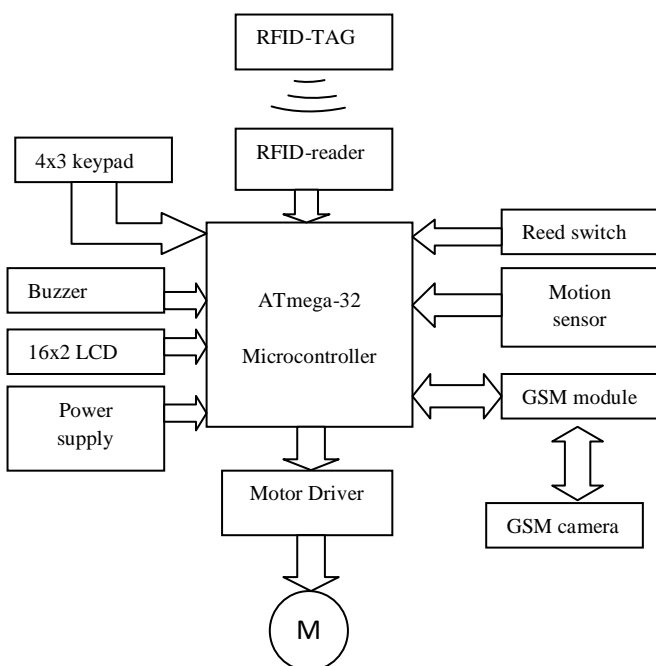 RFID-TAG
RFID-reader
4x3 keypad
Reed switch
Buzzer
ATmega-32
Microcontroller
Motion
sensor
16x2 LCD
Power
supply
GSM module
Motor Driver
GSM camera
M